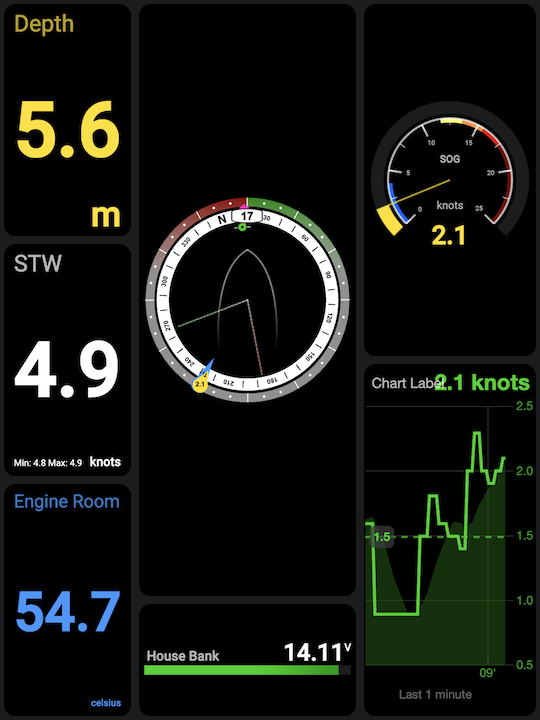 Depth
5.6
m
STW
4.9
Min: 4.8 Max: 4.9 knots
Engine Room
54.7
celsius
N 17 30
60
90
120
150
180
210
240
270
300
330
2.1
House Bank 14.11 V
0
5
10
15
20
25
SOG
knots
2.1
Chart Label 2.1 knots
2.5
2.0
1.5 1.5
1.0
0.5
09'
Last 1 minute